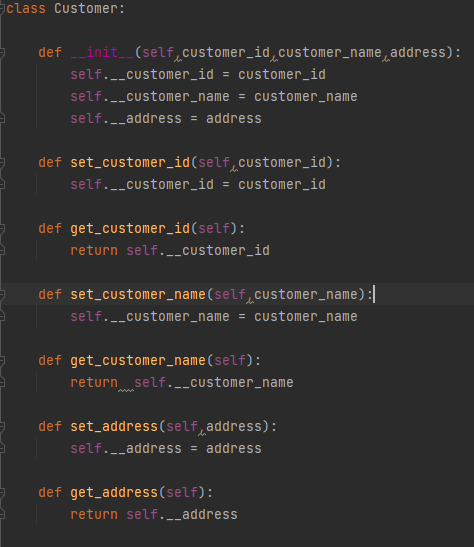 class Customer:
    def __init__(self,customer_id,customer_name,address):
        self.__customer_id = customer_id
        self.__customer_name = customer_name
        self.__address = address
    def set_customer_id(self,customer_id):
        self.__customer_id = customer_id
    def get_customer_id(self):
        return self.__customer_id
    def set_customer_name(self,customer_name):
        self.__customer_name = customer_name
    def get_customer_name(self):
        return  self.__customer_name
    def set_address(self,address):
        self.__address = address
    def get_address(self):
        return self.__address